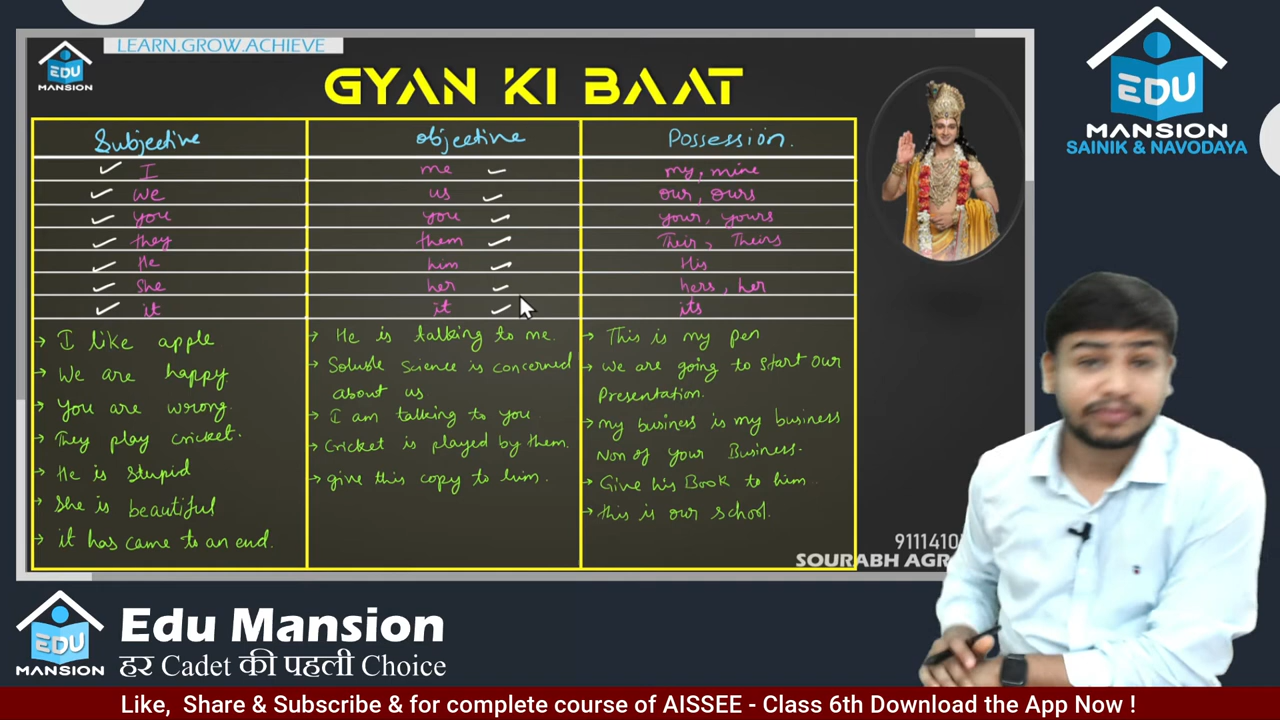 LEARN.GROW.ACHIEVE
EDU
MANSION
GYAN KI BAAT
EDU
MANSION
SAINIK & NAVODAYA
Subjective objective Possession.
I me my, mine
we us our, ours
you you your, yours
they them Their, Theirs
He him His
She her hers, her
it it its
→ I like apple
→ We are happy.
→ You are wrong.
→ They play cricket.
→ He is stupid
→ She is beautiful
→ it has came to an end.
→ He is talking to me.
→ Soluble Science is concerned
about us
→ I am talking to you.
→ Cricket is played by them.
→ give this copy to him.
→ This is my pen
→ We are going to start our
Presentation.
→ my business is my business
Non of your Business.
→ Give his Book to him.
→ this is our school.
SOURABH
EDU
MANSION
Edu Mansion
हर Cadet की पहली Choice
Like, Share & Subscribe & for complete course of AISSEE - Class 6th Download the App Now !